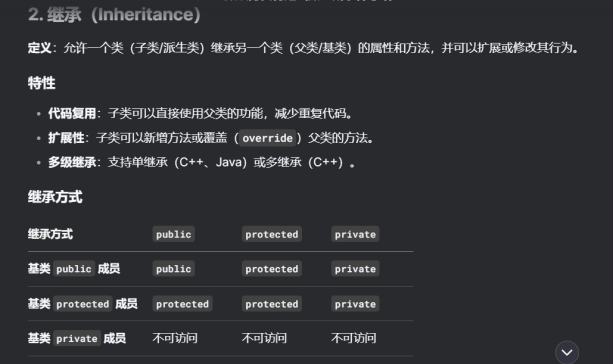 2. 继承（Inheritance）
定义：允许一个类（子类/派生类）继承另一个类（父类/基类）的属性和方法，并可以扩展或修改其行为。
特性
• 代码复用：子类可以直接使用父类的功能，减少重复代码。
• 扩展性：子类可以新增方法或覆盖（override）父类的方法。
• 多级继承：支持单继承（C++、Java）或多继承（C++）。
继承方式
继承方式 public protected private
基类 public 成员 public protected private
基类 protected 成员 protected protected private
基类 private 成员 不可访问 不可访问 不可访问